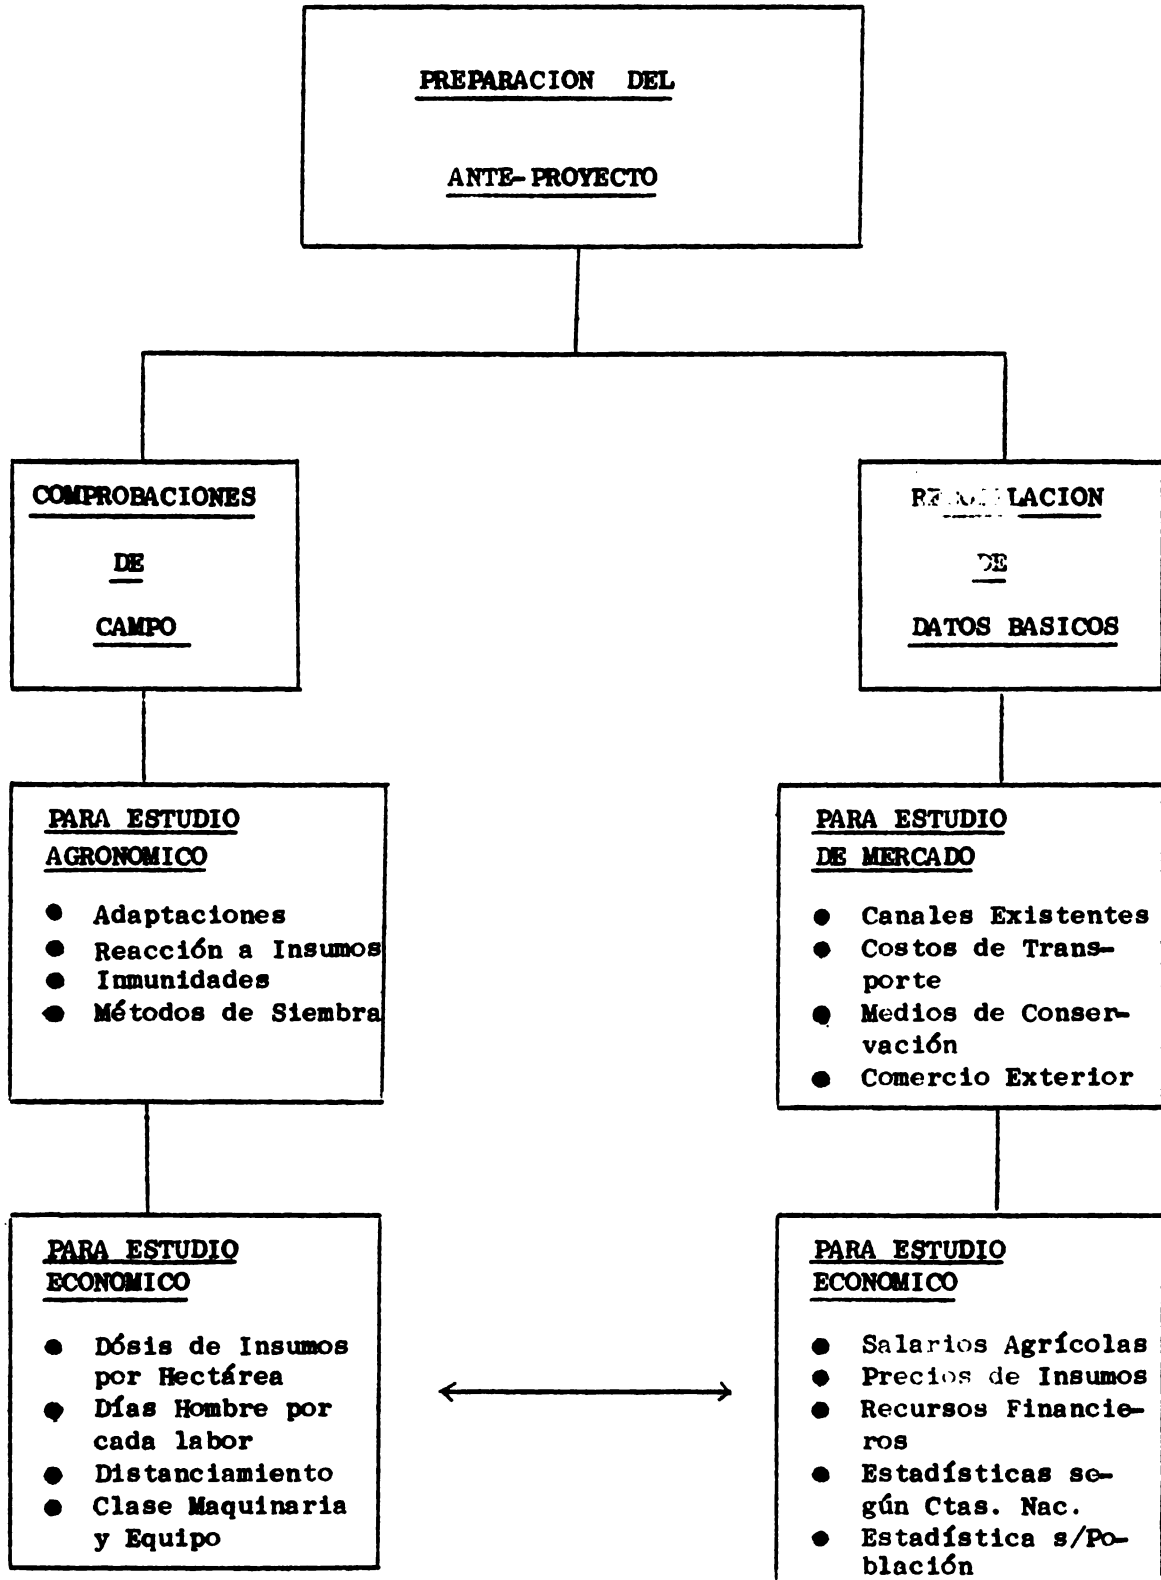 PREPARACION DEL
ANTE-PROYECTO
COMPROBACIONES
DE
CAMPO
DE
DATOS BASICOS
PARA ESTUDIO
AGRONOMICO
● Adaptaciones
● Reacción a Insumos
● Inmunidades
● Métodos de Siembra
PARA ESTUDIO
DE MERCADO
● Canales Existentes
● Costos de Trans-
porte
● Medios de Conser-
vación
● Comercio Exterior
PARA ESTUDIO
ECONOMICO
● Dósis de Insumos
por Hectárea
● Días Hombre por
cada labor
● Distanciamiento
● Clase Maquinaria
y Equipo
PARA ESTUDIO
ECONOMICO
● Salarios Agrícolas
● Precios de Insumos
● Recursos Financie-
ros
● Estadísticas se-
gún Ctas. Nac.
● Estadística s/Po-
blación